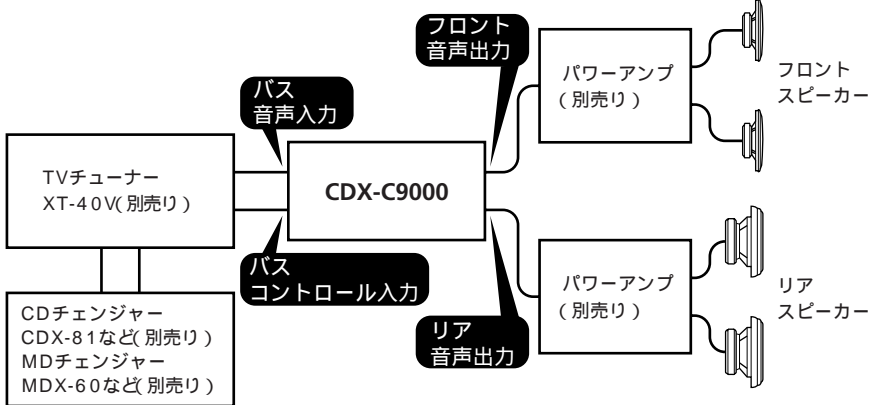 フロント
音声出力
バス
音声入力
パワーアンプ
(別売り)
フロント
スピーカー
TVチューナー
XT-40V(別売り)
CDX-C9000
バス
コントロール入力
リア
音声出力
パワーアンプ
(別売り)
リア
スピーカー
CDチェンジャー
CDX-81など(別売り)
MDチェンジャー
MDX-60など(別売り)